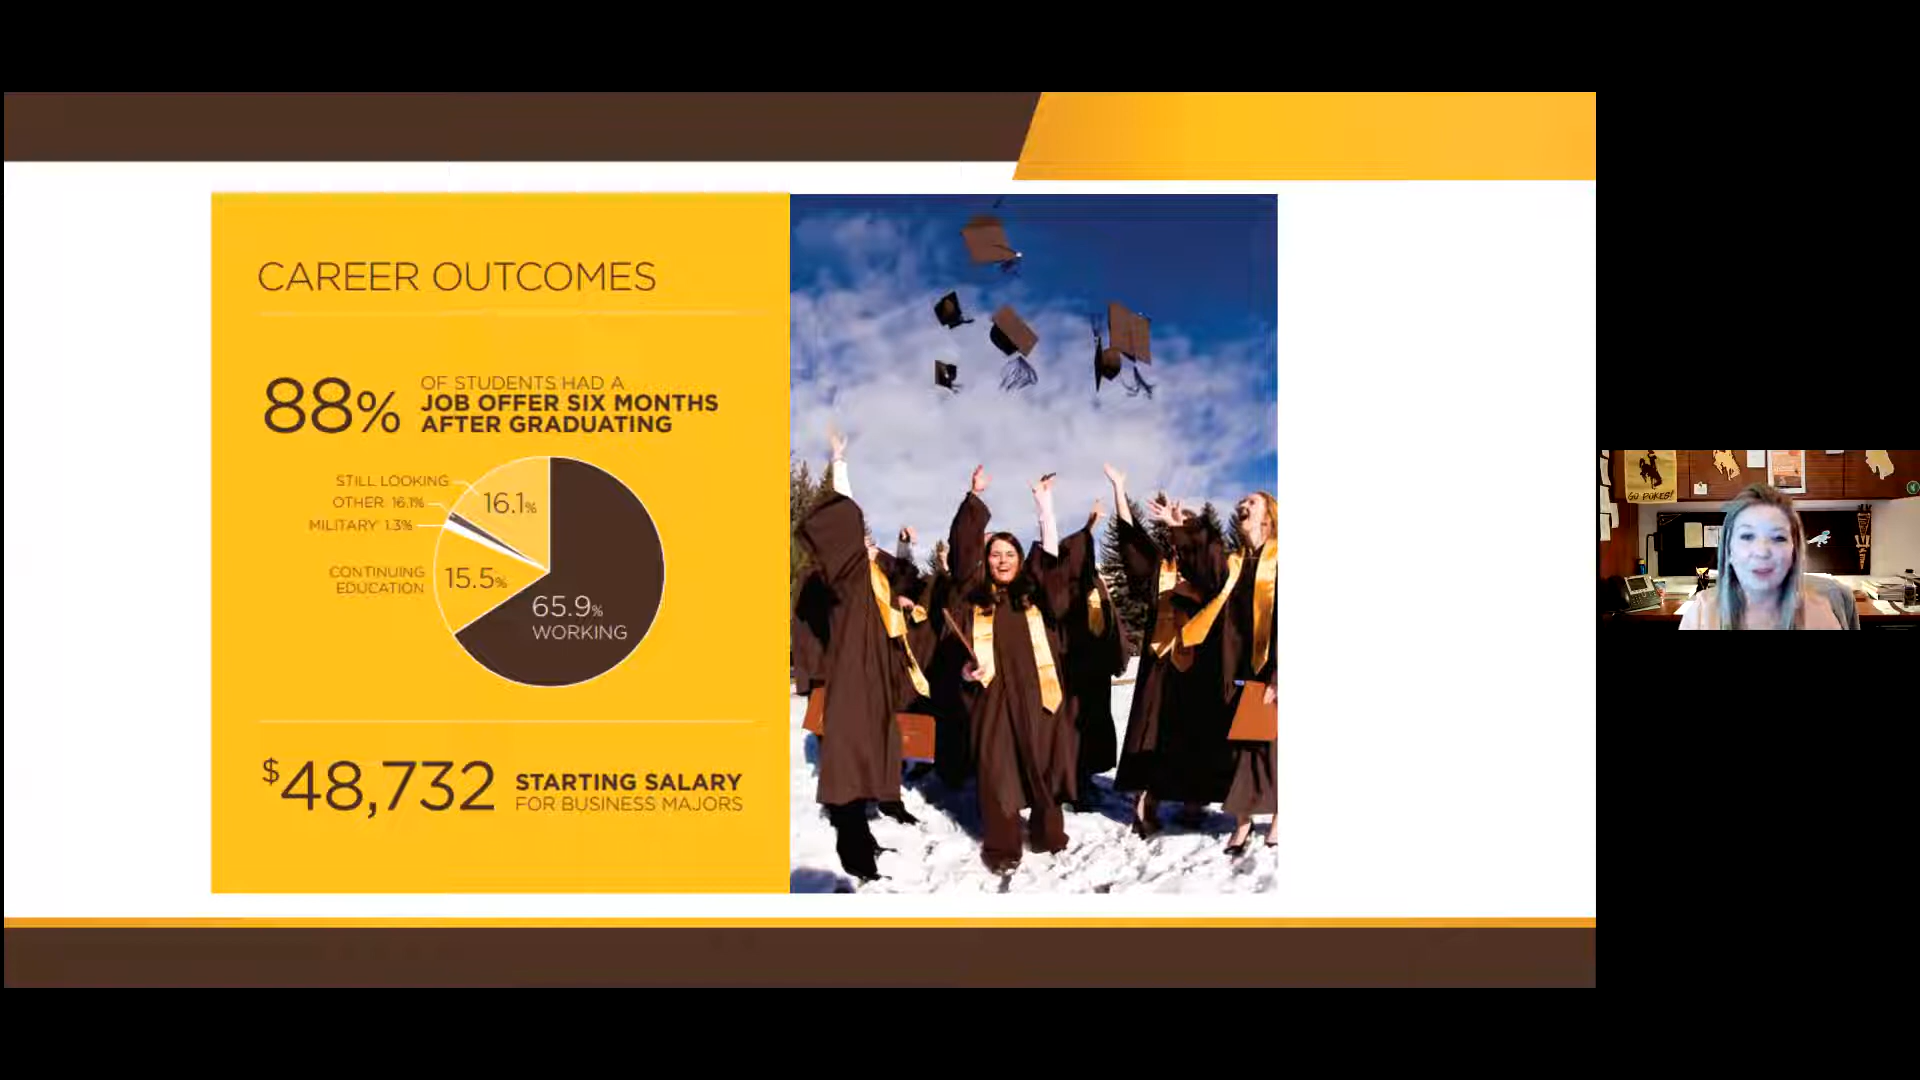 CAREER OUTCOMES
88% OF STUDENTS HAD A
JOB OFFER SIX MONTHS
AFTER GRADUATING
STILL LOOKING
16.1%
OTHER 16.1%
MILITARY 1.3%
CONTINUING
EDUCATION
15.5%
65.9%
WORKING
$48,732 STARTING SALARY
FOR BUSINESS MAJORS
GO POKES!